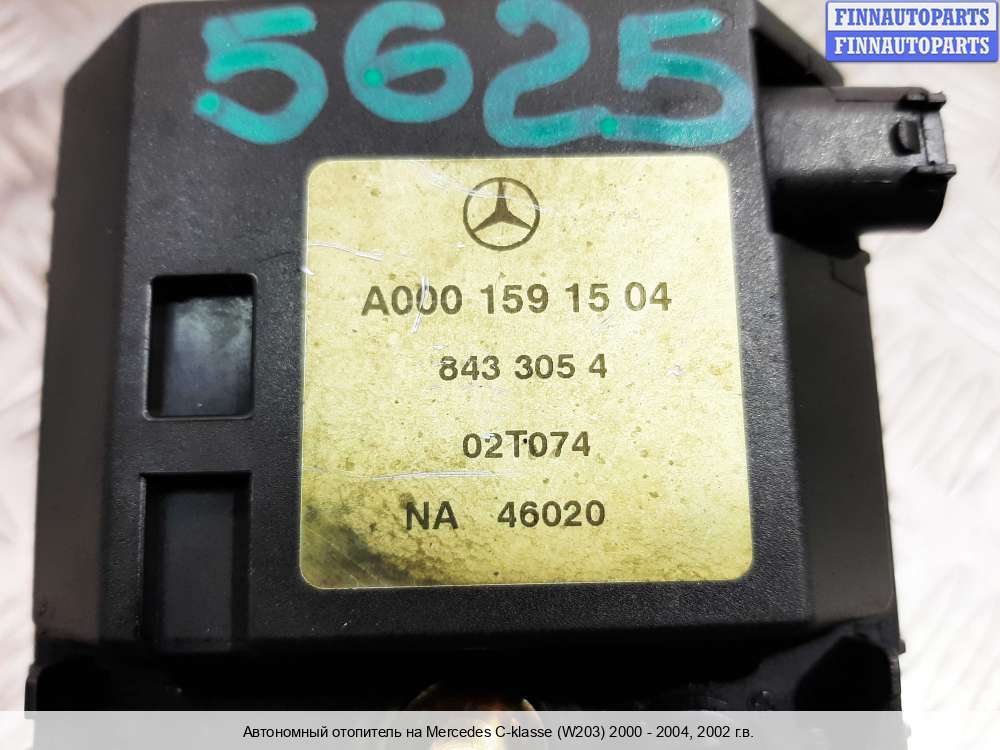 FINNAUTOPARTS
FINNAUTOPARTS
5625
A000 159 15 04
843 305 4
02T074
NA 46020
Автономный отопитель на Mercedes C-klasse (W203) 2000 - 2004, 2002 г.в.